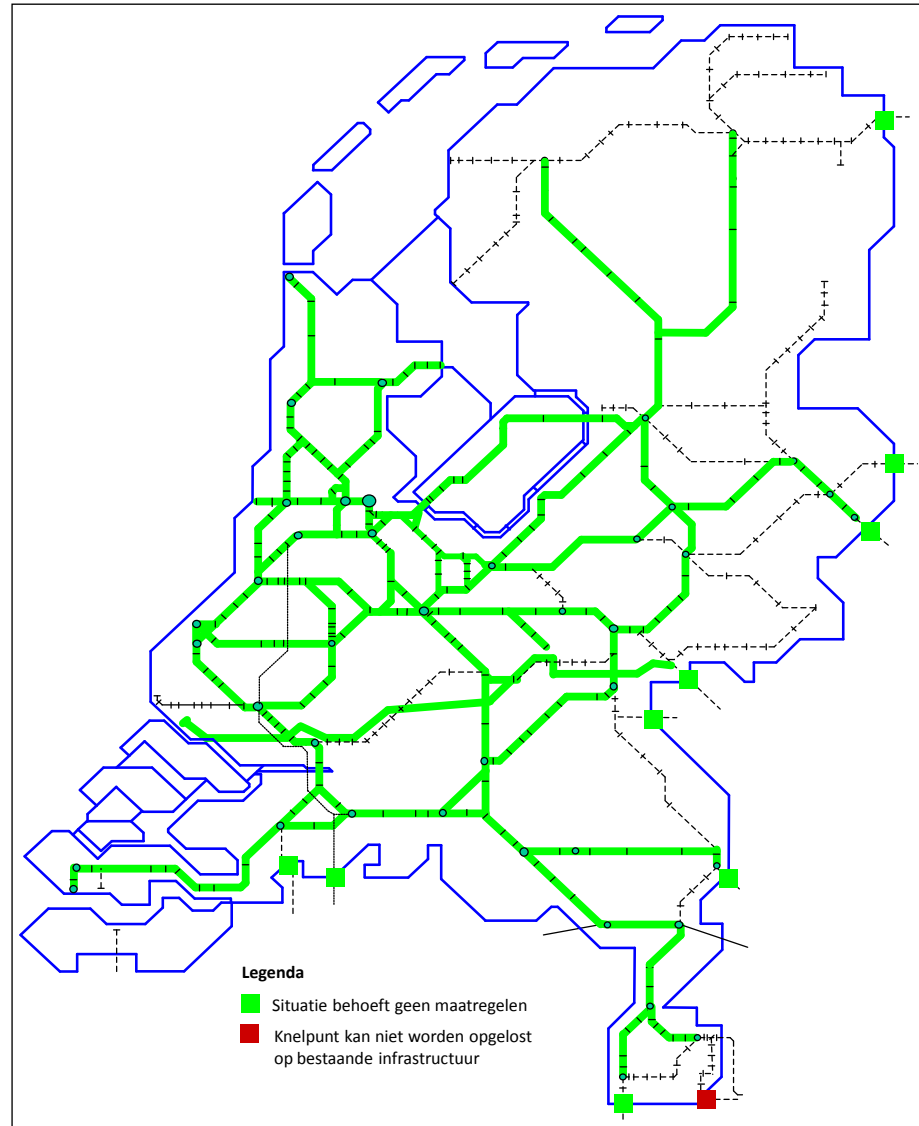 Legenda
Situatie behoeft geen maatregelen
Knelpunt kan niet worden opgelost
op bestaande infrastructuur